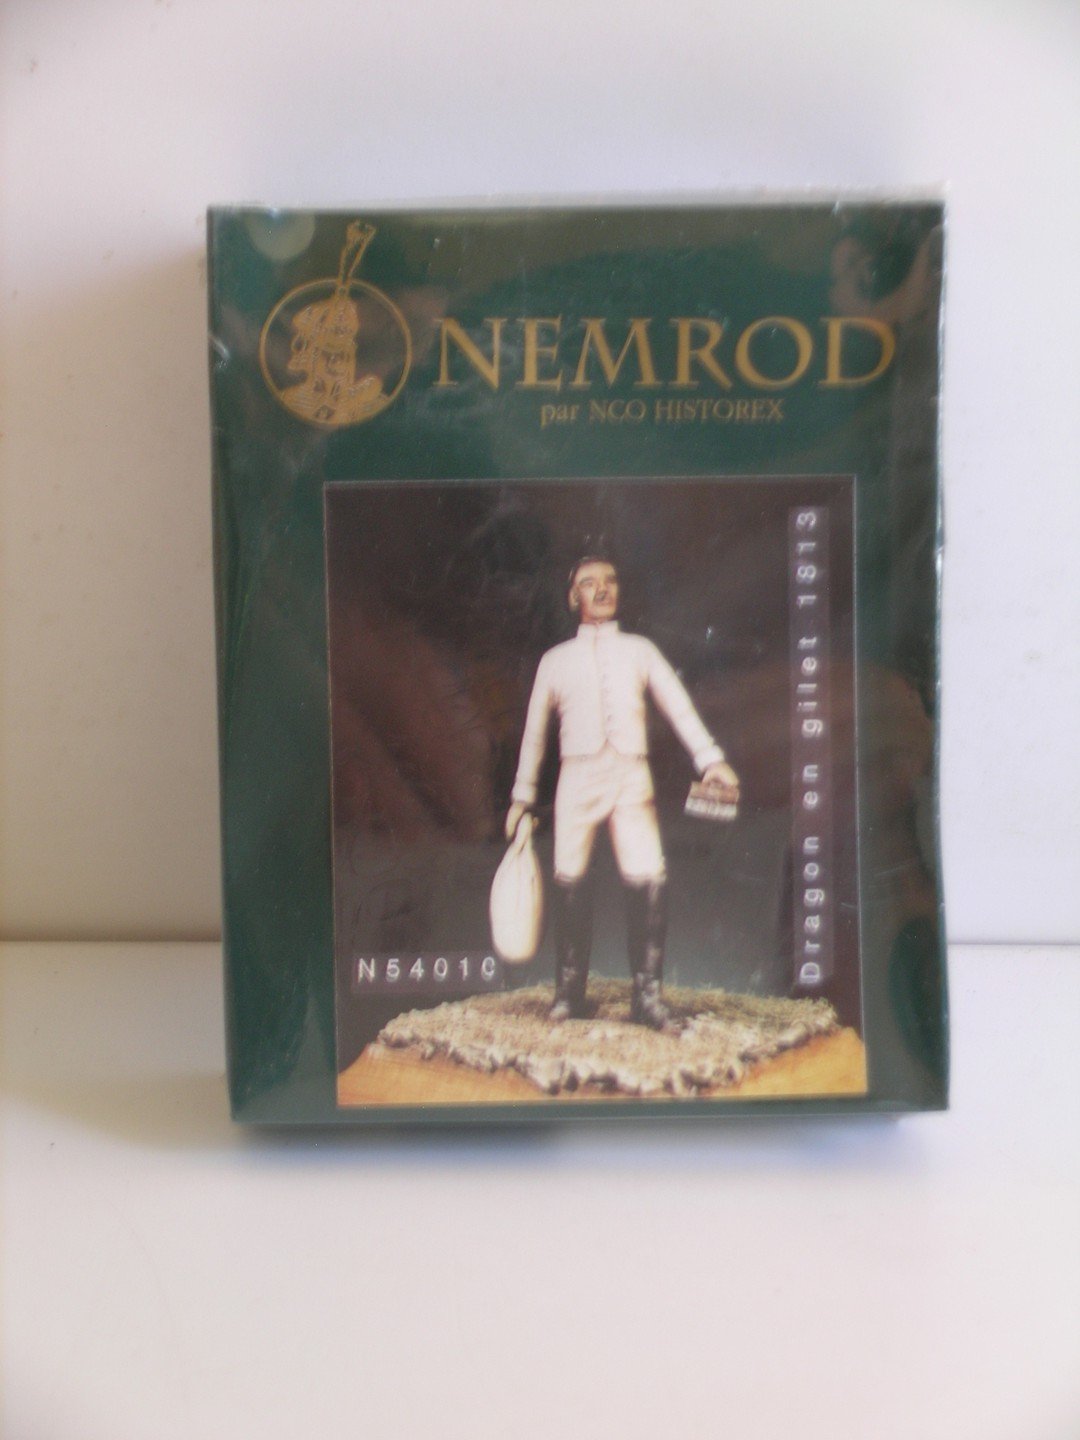 NEMROD
par NCO HISTOREX
Dragon en gilet 1813
N54010